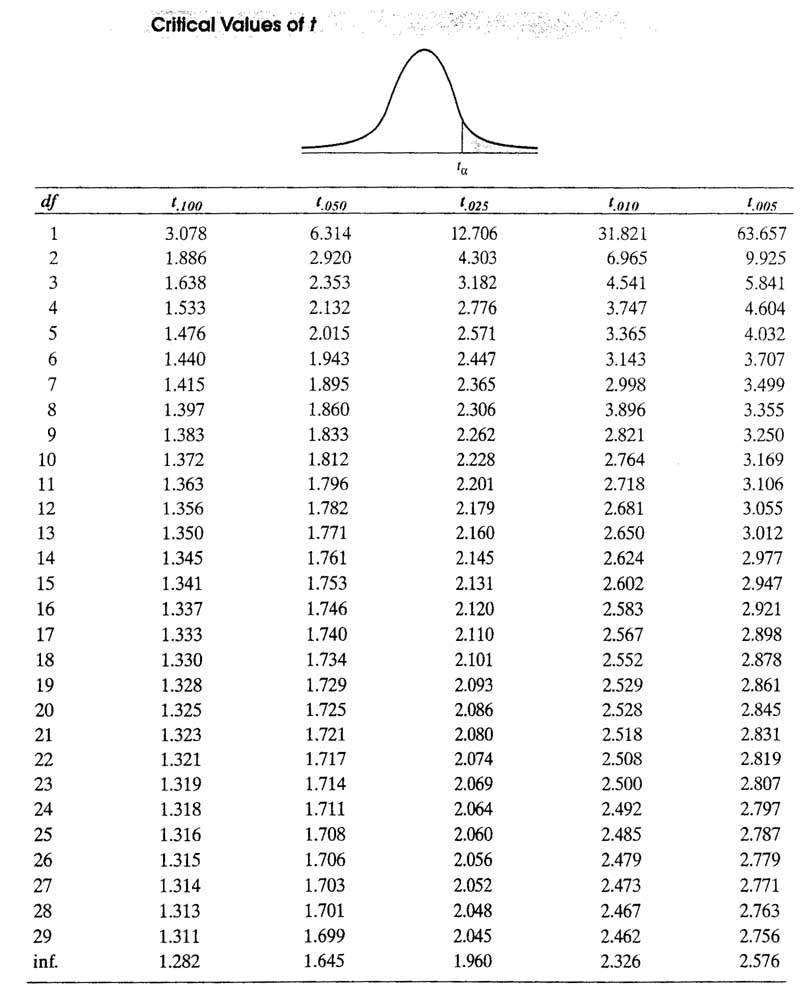 Critical Values of t
tα
df t.100 t.050 t.025 t.010 t.005
1 3.078 6.314 12.706 31.821 63.657
2 1.886 2.920 4.303 6.965 9.925
3 1.638 2.353 3.182 4.541 5.841
4 1.533 2.132 2.776 3.747 4.604
5 1.476 2.015 2.571 3.365 4.032
6 1.440 1.943 2.447 3.143 3.707
7 1.415 1.895 2.365 2.998 3.499
8 1.397 1.860 2.306 3.896 3.355
9 1.383 1.833 2.262 2.821 3.250
10 1.372 1.812 2.228 2.764 3.169
11 1.363 1.796 2.201 2.718 3.106
12 1.356 1.782 2.179 2.681 3.055
13 1.350 1.771 2.160 2.650 3.012
14 1.345 1.761 2.145 2.624 2.977
15 1.341 1.753 2.131 2.602 2.947
16 1.337 1.746 2.120 2.583 2.921
17 1.333 1.740 2.110 2.567 2.898
18 1.330 1.734 2.101 2.552 2.878
19 1.328 1.729 2.093 2.529 2.861
20 1.325 1.725 2.086 2.528 2.845
21 1.323 1.721 2.080 2.518 2.831
22 1.321 1.717 2.074 2.508 2.819
23 1.319 1.714 2.069 2.500 2.807
24 1.318 1.711 2.064 2.492 2.797
25 1.316 1.708 2.060 2.485 2.787
26 1.315 1.706 2.056 2.479 2.779
27 1.314 1.703 2.052 2.473 2.771
28 1.313 1.701 2.048 2.467 2.763
29 1.311 1.699 2.045 2.462 2.756
inf. 1.282 1.645 1.960 2.326 2.576